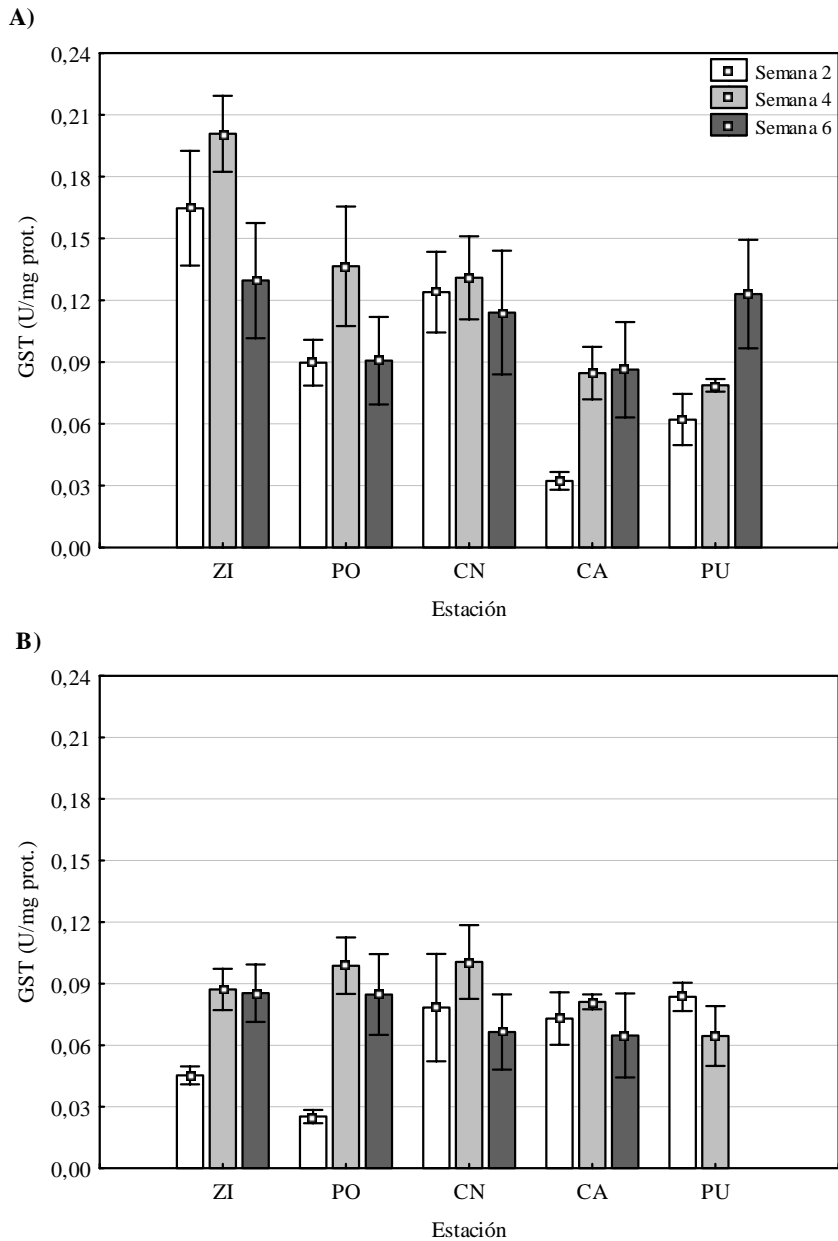 A)
0,24
0,21
0,18
0,15
0,12
0,09
0,06
0,03
0,00
GST (U/mg prot.)
Semana 2
Semana 4
Semana 6
ZI PO CN CA PU
Estación
B)
0,24
0,21
0,18
0,15
0,12
0,09
0,06
0,03
0,00
GST (U/mg prot.)
ZI PO CN CA PU
Estación